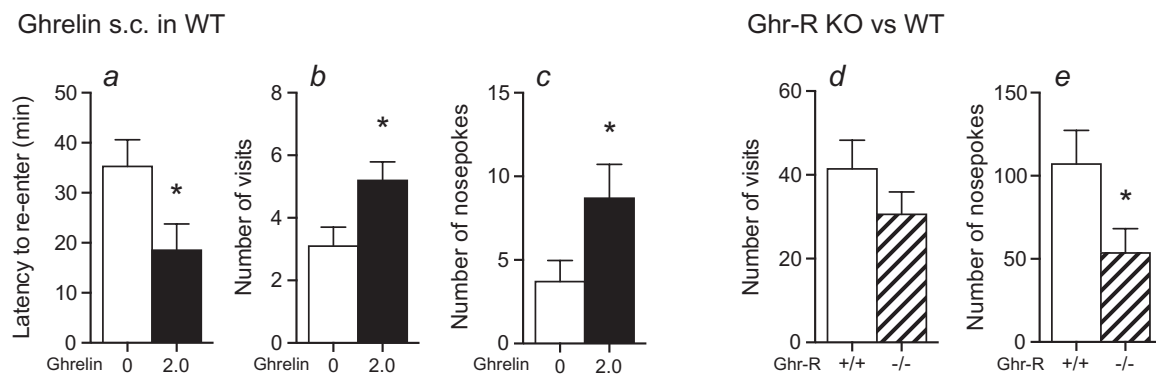 Ghrelin s.c. in WT
Ghr-R KO vs WT
a
Latency to re-enter (min)
50
40
30
20
10
0
*
Ghrelin 0 2.0
b
Number of visits
8
6
4
2
0
*
Ghrelin 0 2.0
c
Number of nosepokes
15
10
5
0
*
Ghrelin 0 2.0
d
Number of visits
60
40
20
0
Ghr-R +/+ -/-
e
Number of nosepokes
150
100
50
0
*
Ghr-R +/+ -/-